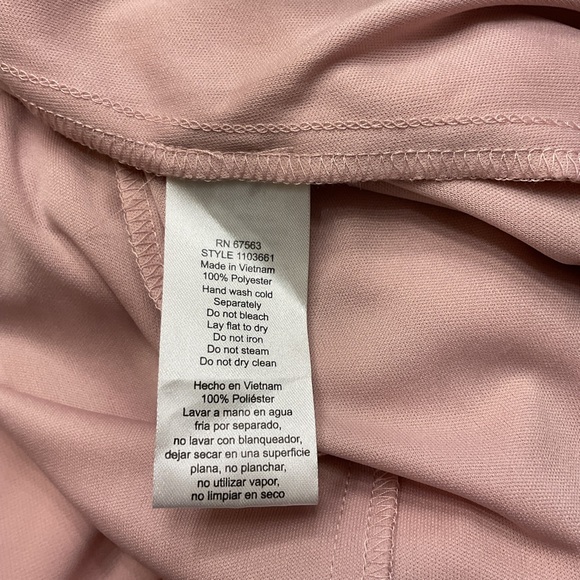 RN 67563
STYLE 1103661
Made in Vietnam
100% Polyester
Hand wash cold
Separately
Do not bleach
Lay flat to dry
Do not iron
Do not steam
Do not dry clean
Hecho en Vietnam
100% Poliéster
Lavar a mano en agua
fría por separado,
no lavar con blanqueador,
dejar secar en una superficie
plana, no planchar,
no utilizar vapor,
no limpiar en seco